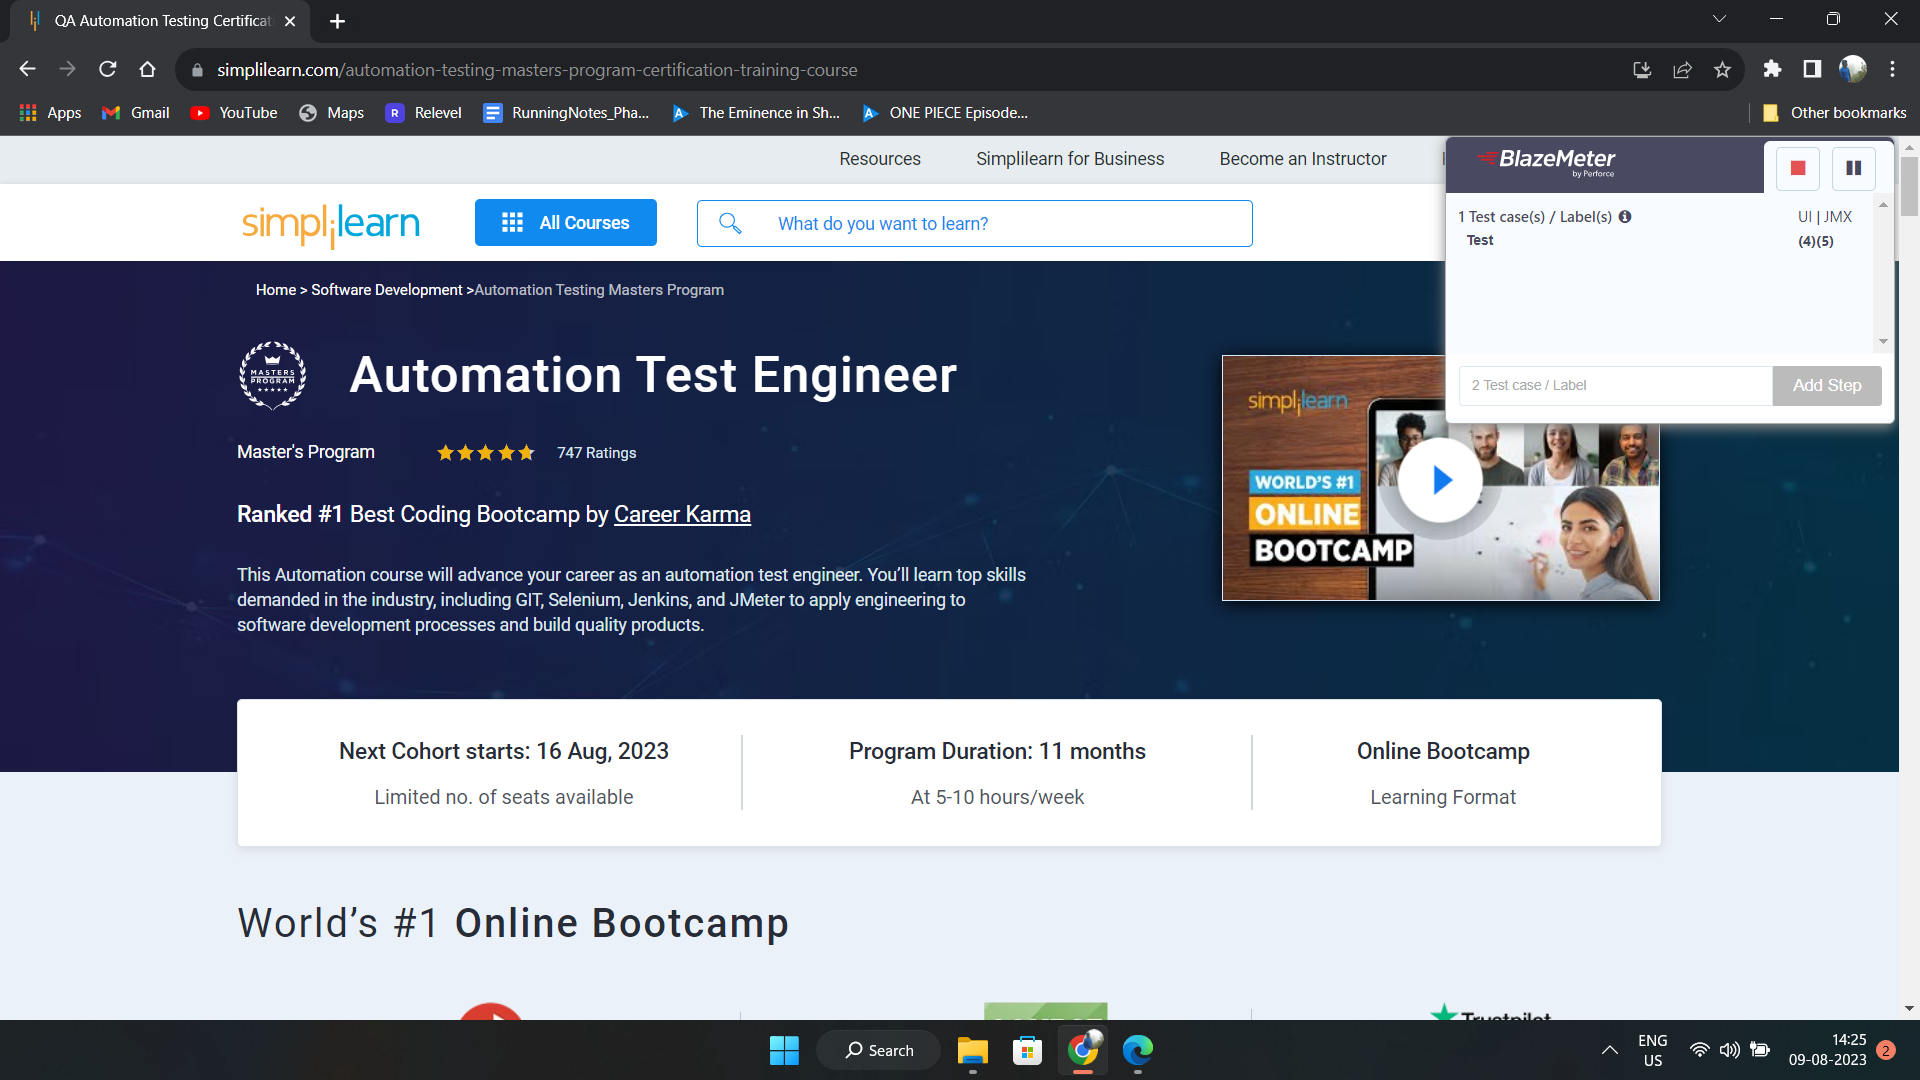 QA Automation Testing Certificat
simplilearn.com/automation-testing-masters-program-certification-training-course
Apps
Gmail
YouTube
Maps
R
Relevel
RunningNotes_Pha...
The Eminence in Sh...
ONE PIECE Episode...
Other bookmarks
Resources
Simplilearn for Business
Become an Instructor
BlazeMeter
by Perforce
1 Test case(s) / Label(s)
UI | JMX
Test
(4)(5)
2 Test case / Label
Add Step
simplilearn
All Courses
What do you want to learn?
Home > Software Development >Automation Testing Masters Program
MASTERS
PROGRAM
Automation Test Engineer
Master's Program
747 Ratings
Ranked #1 Best Coding Bootcamp by Career Karma
This Automation course will advance your career as an automation test engineer. You’ll learn top skills
demanded in the industry, including GIT, Selenium, Jenkins, and JMeter to apply engineering to
software development processes and build quality products.
simplilearn
WORLD'S #1
ONLINE
BOOTCAMP
Next Cohort starts: 16 Aug, 2023
Limited no. of seats available
Program Duration: 11 months
At 5-10 hours/week
Online Bootcamp
Learning Format
World’s #1 Online Bootcamp
Trustpilot
Search
ENG
US
14:25
09-08-2023
2